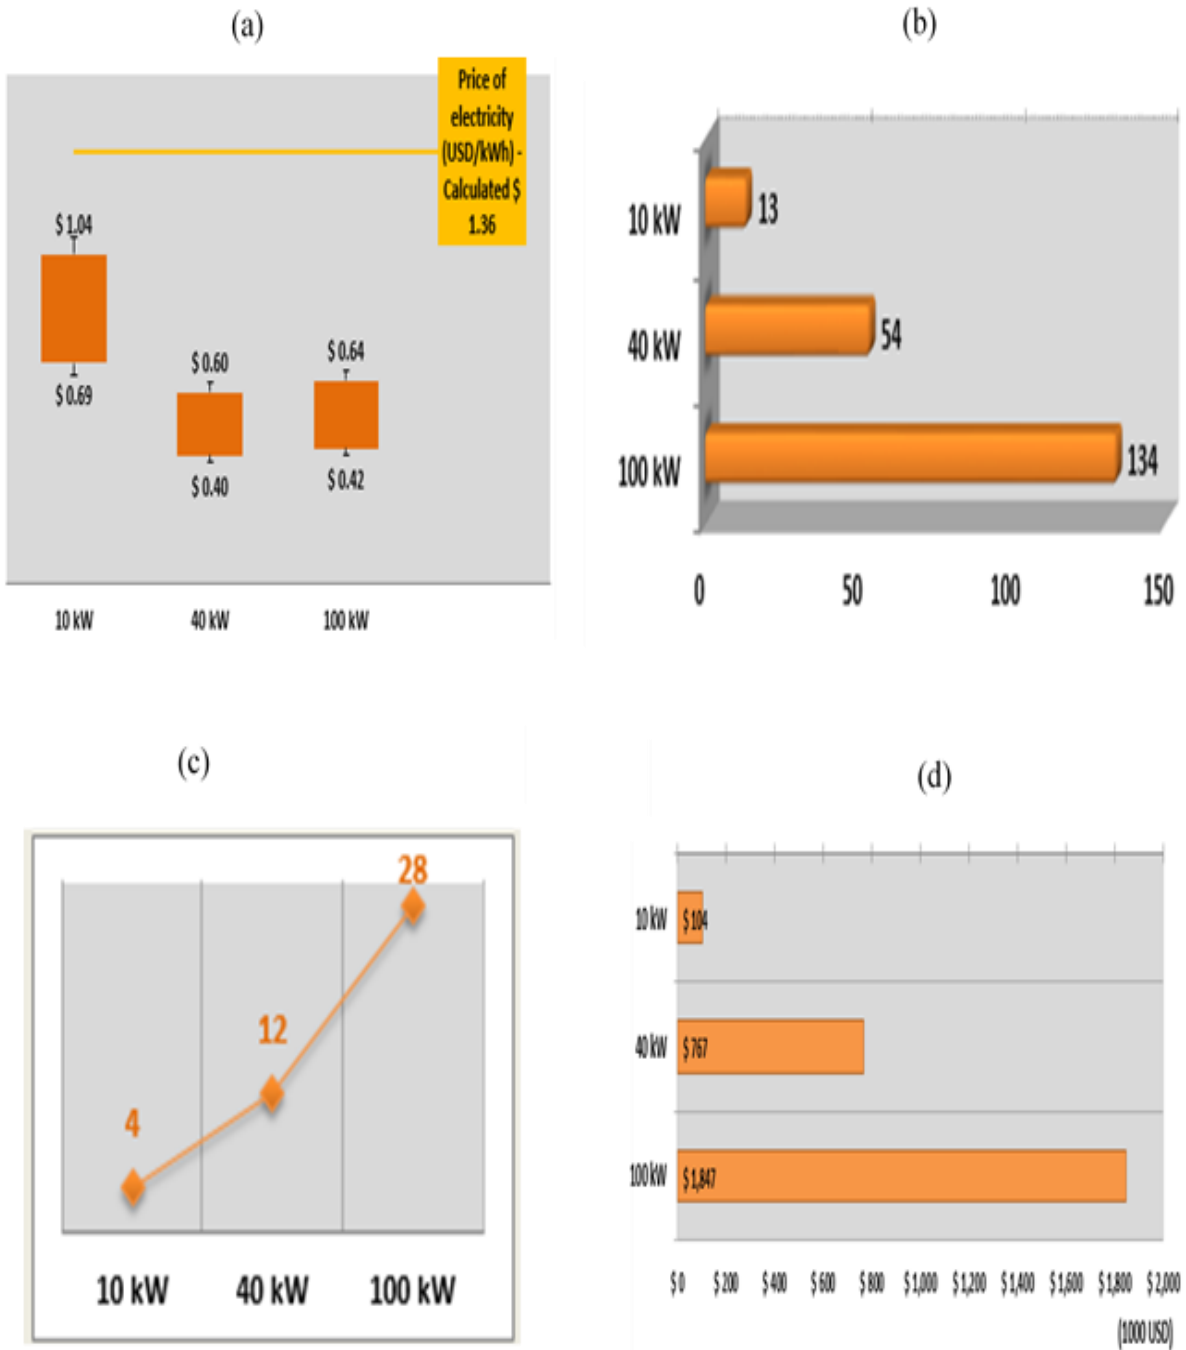 (a)
Price of
electricity
(USD/kWh) -
Calculated $
1.36
$ 1.04
$ 0.69
$ 0.60
$ 0.40
$ 0.64
$ 0.42
10 kW
40 kW
100 kW
(b)
10 kW
13
40 kW
54
100 kW
134
0
50
100
150
(c)
4
12
28
10 kW
40 kW
100 kW
(d)
10 kW
$ 104
40 kW
$ 767
100 kW
$ 1,847
$ 0
$ 200
$ 400
$ 600
$ 800
$ 1,000
$ 1,200
$ 1,400
$ 1,600
$ 1,800
$ 2,000
(1000 USD)